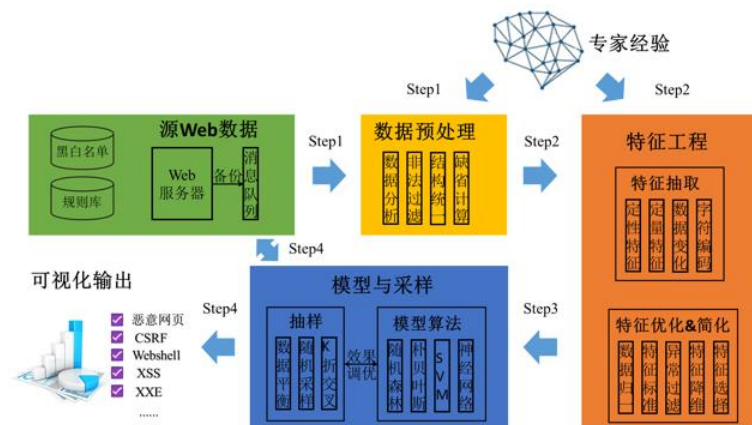 专家经验
Step1
Step2
源Web数据
黑白名单
规则库
Web
服务器
备份
消息队列
Step1
数据预处理
数据分析
非法过滤
结构统一
缺省计算
Step2
特征工程
特征抽取
定性特征
定量特征
数据变化
字符编码
特征优化&简化
数据归一
特征标准
异常过滤
特征降维
特征选择
Step3
Step4
模型与采样
抽样
数据平衡
随机采样
K折交叉
效果
调优
模型算法
随机森林
朴贝叶斯
SVM
神经网络
Step4
可视化输出
恶意网页
CSRF
Webshell
XSS
XXE
......